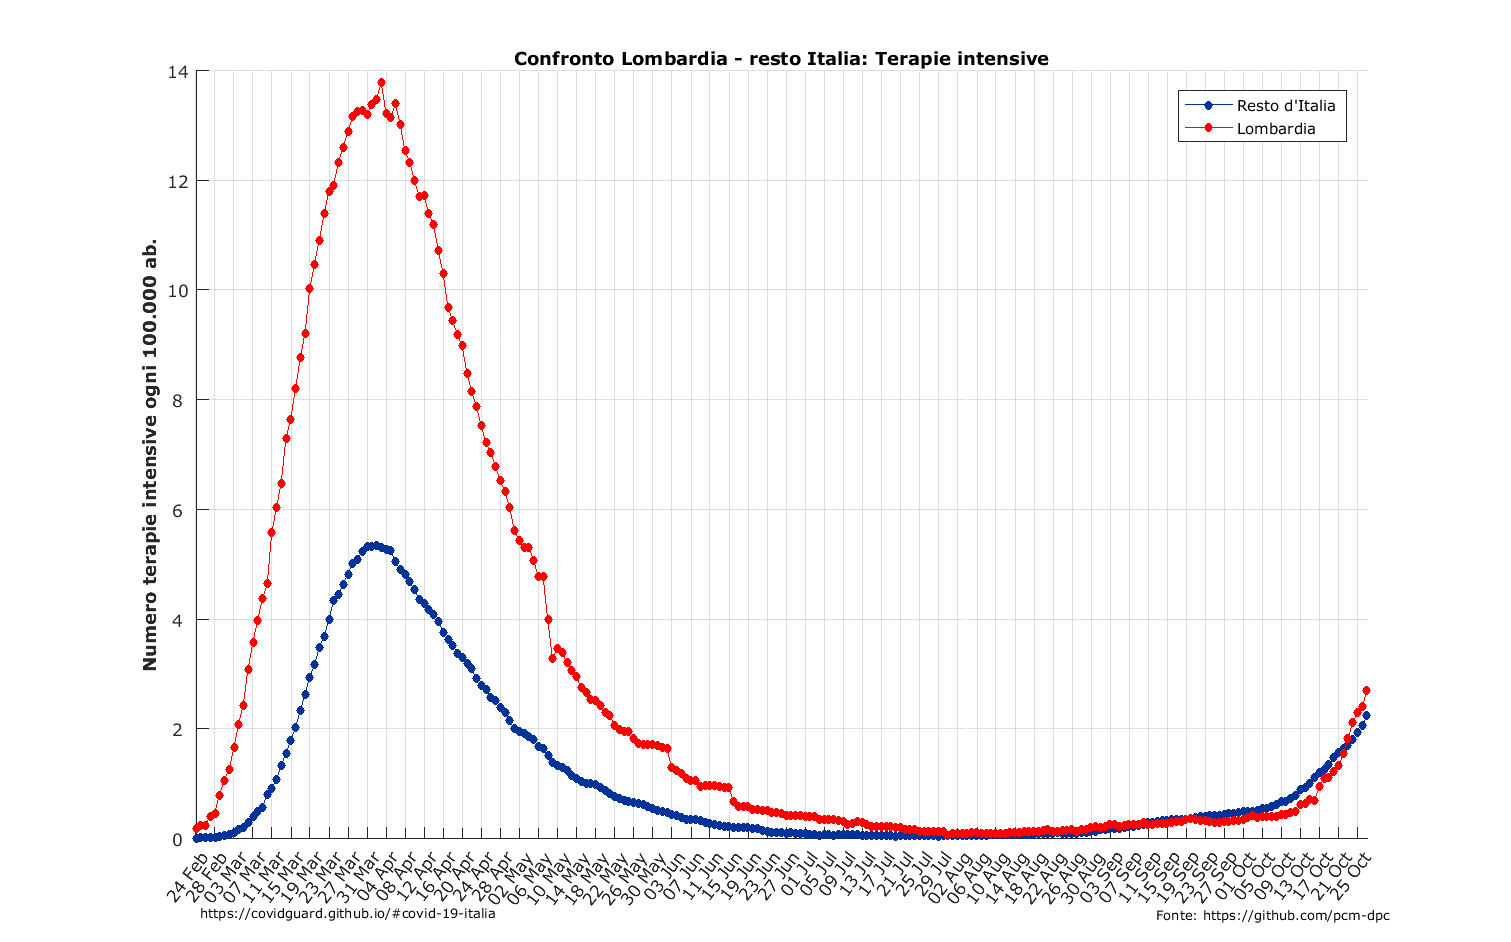 Confronto Lombardia - resto Italia: Terapie intensive
Resto d'Italia
Lombardia
Numero terapie intensive ogni 100.000 ab.
14
12
10
8
6
4
2
0
24 Feb
28 Feb
03 Mar
07 Mar
11 Mar
15 Mar
19 Mar
23 Mar
27 Mar
31 Mar
04 Apr
08 Apr
12 Apr
16 Apr
20 Apr
24 Apr
28 Apr
02 May
06 May
10 May
14 May
18 May
22 May
26 May
30 May
03 Jun
07 Jun
11 Jun
15 Jun
19 Jun
23 Jun
27 Jun
01 Jul
05 Jul
09 Jul
13 Jul
17 Jul
21 Jul
25 Jul
29 Jul
02 Aug
06 Aug
10 Aug
14 Aug
18 Aug
22 Aug
26 Aug
30 Aug
03 Sep
07 Sep
11 Sep
15 Sep
19 Sep
23 Sep
27 Sep
01 Oct
05 Oct
09 Oct
13 Oct
17 Oct
21 Oct
25 Oct
https://covidguard.github.io/#covid-19-italia
Fonte: https://github.com/pcm-dpc